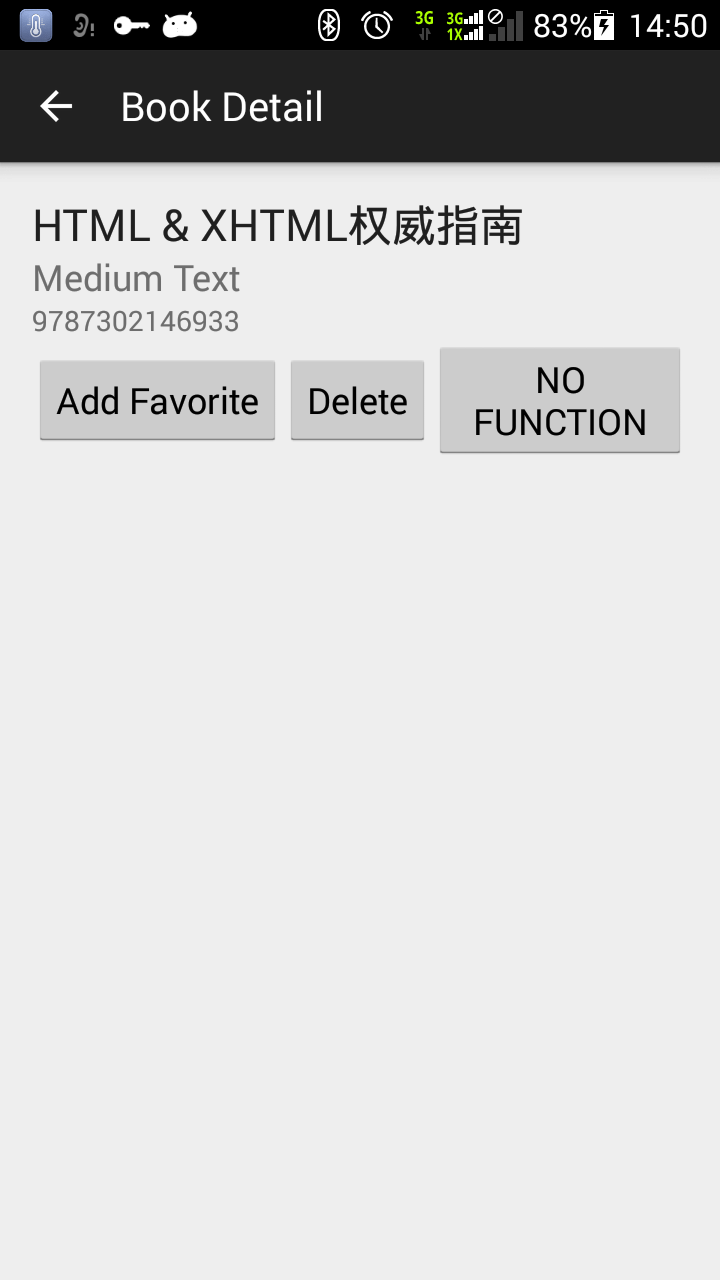 3G 3G 1X 83% 14:50
Book Detail
HTML & XHTML权威指南
Medium Text
9787302146933
Add Favorite Delete NO
FUNCTION